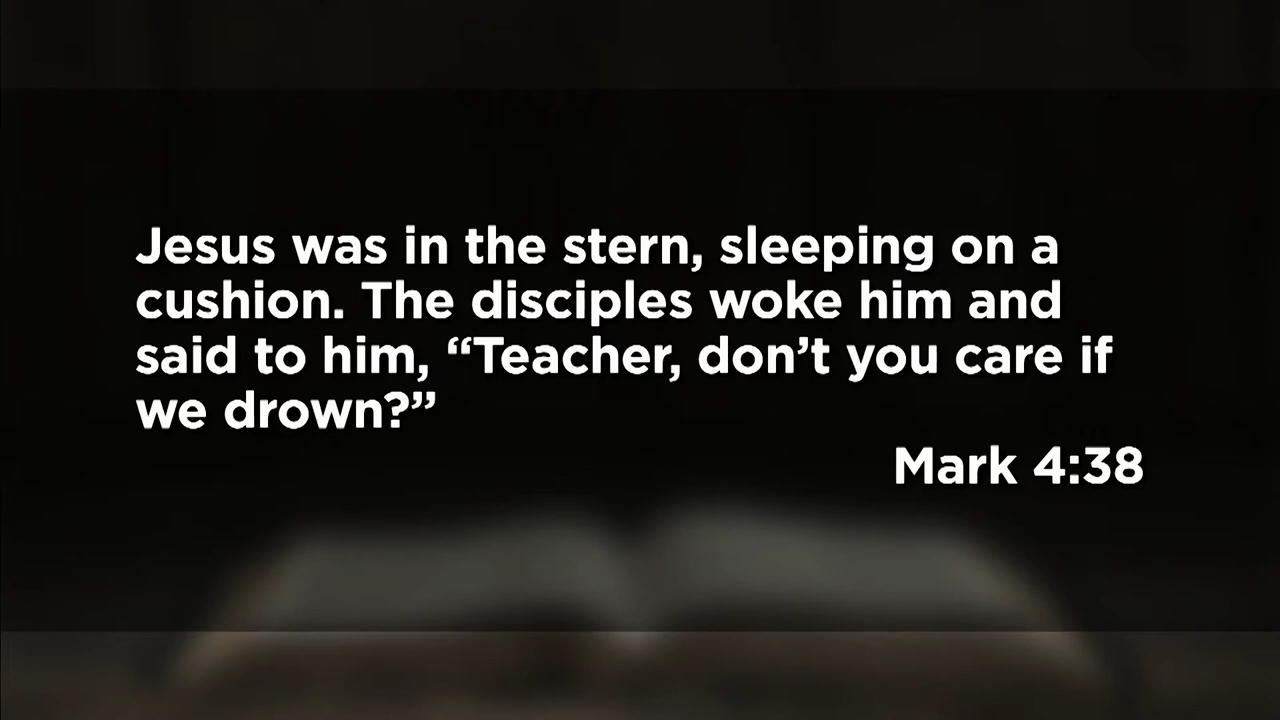 Jesus was in the stern, sleeping on a
cushion. The disciples woke him and
said to him, “Teacher, don’t you care if
we drown?”
Mark 4:38